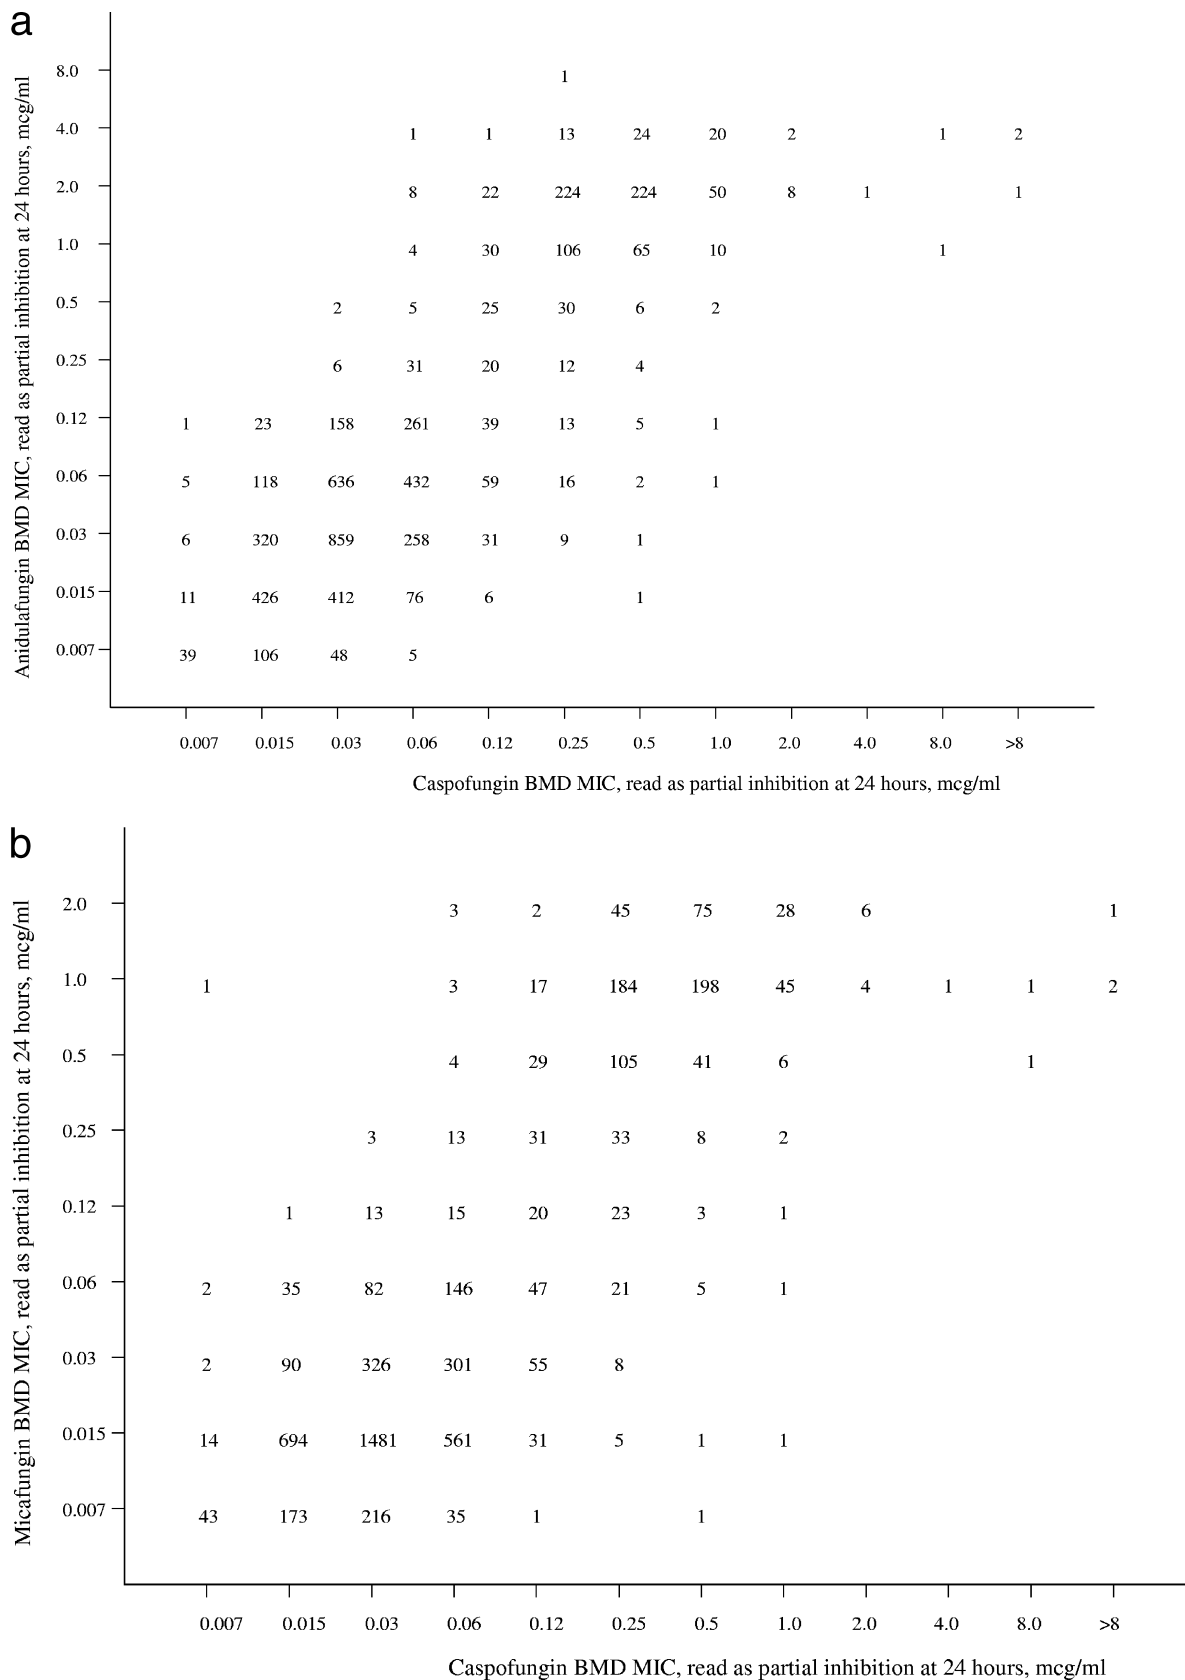 a
8.0 1
4.0 1 1 13 24 20 2 1 2
2.0 8 22 224 224 50 8 1 1
1.0 4 30 106 65 10 1
0.5 2 5 25 30 6 2
0.25 6 31 20 12 4
0.12 1 23 158 261 39 13 5 1
0.06 5 118 636 432 59 16 2 1
0.03 6 320 859 258 31 9 1
0.015 11 426 412 76 6 1
0.007 39 106 48 5
Anidulafungin BMD MIC, read as partial inhibition at 24 hours, mcg/ml
0.007 0.015 0.03 0.06 0.12 0.25 0.5 1.0 2.0 4.0 8.0 >8
Caspofungin BMD MIC, read as partial inhibition at 24 hours, mcg/ml
b
2.0 3 2 45 75 28 6 1
1.0 1 3 17 184 198 45 4 1 1 2
0.5 4 29 105 41 6 1
0.25 3 13 31 33 8 2
0.12 1 13 15 20 23 3 1
0.06 2 35 82 146 47 21 5 1
0.03 2 90 326 301 55 8
0.015 14 694 1481 561 31 5 1 1
0.007 43 173 216 35 1 1
Micafungin BMD MIC, read as partial inhibition at 24 hours, mcg/ml
0.007 0.015 0.03 0.06 0.12 0.25 0.5 1.0 2.0 4.0 8.0 >8
Caspofungin BMD MIC, read as partial inhibition at 24 hours, mcg/ml